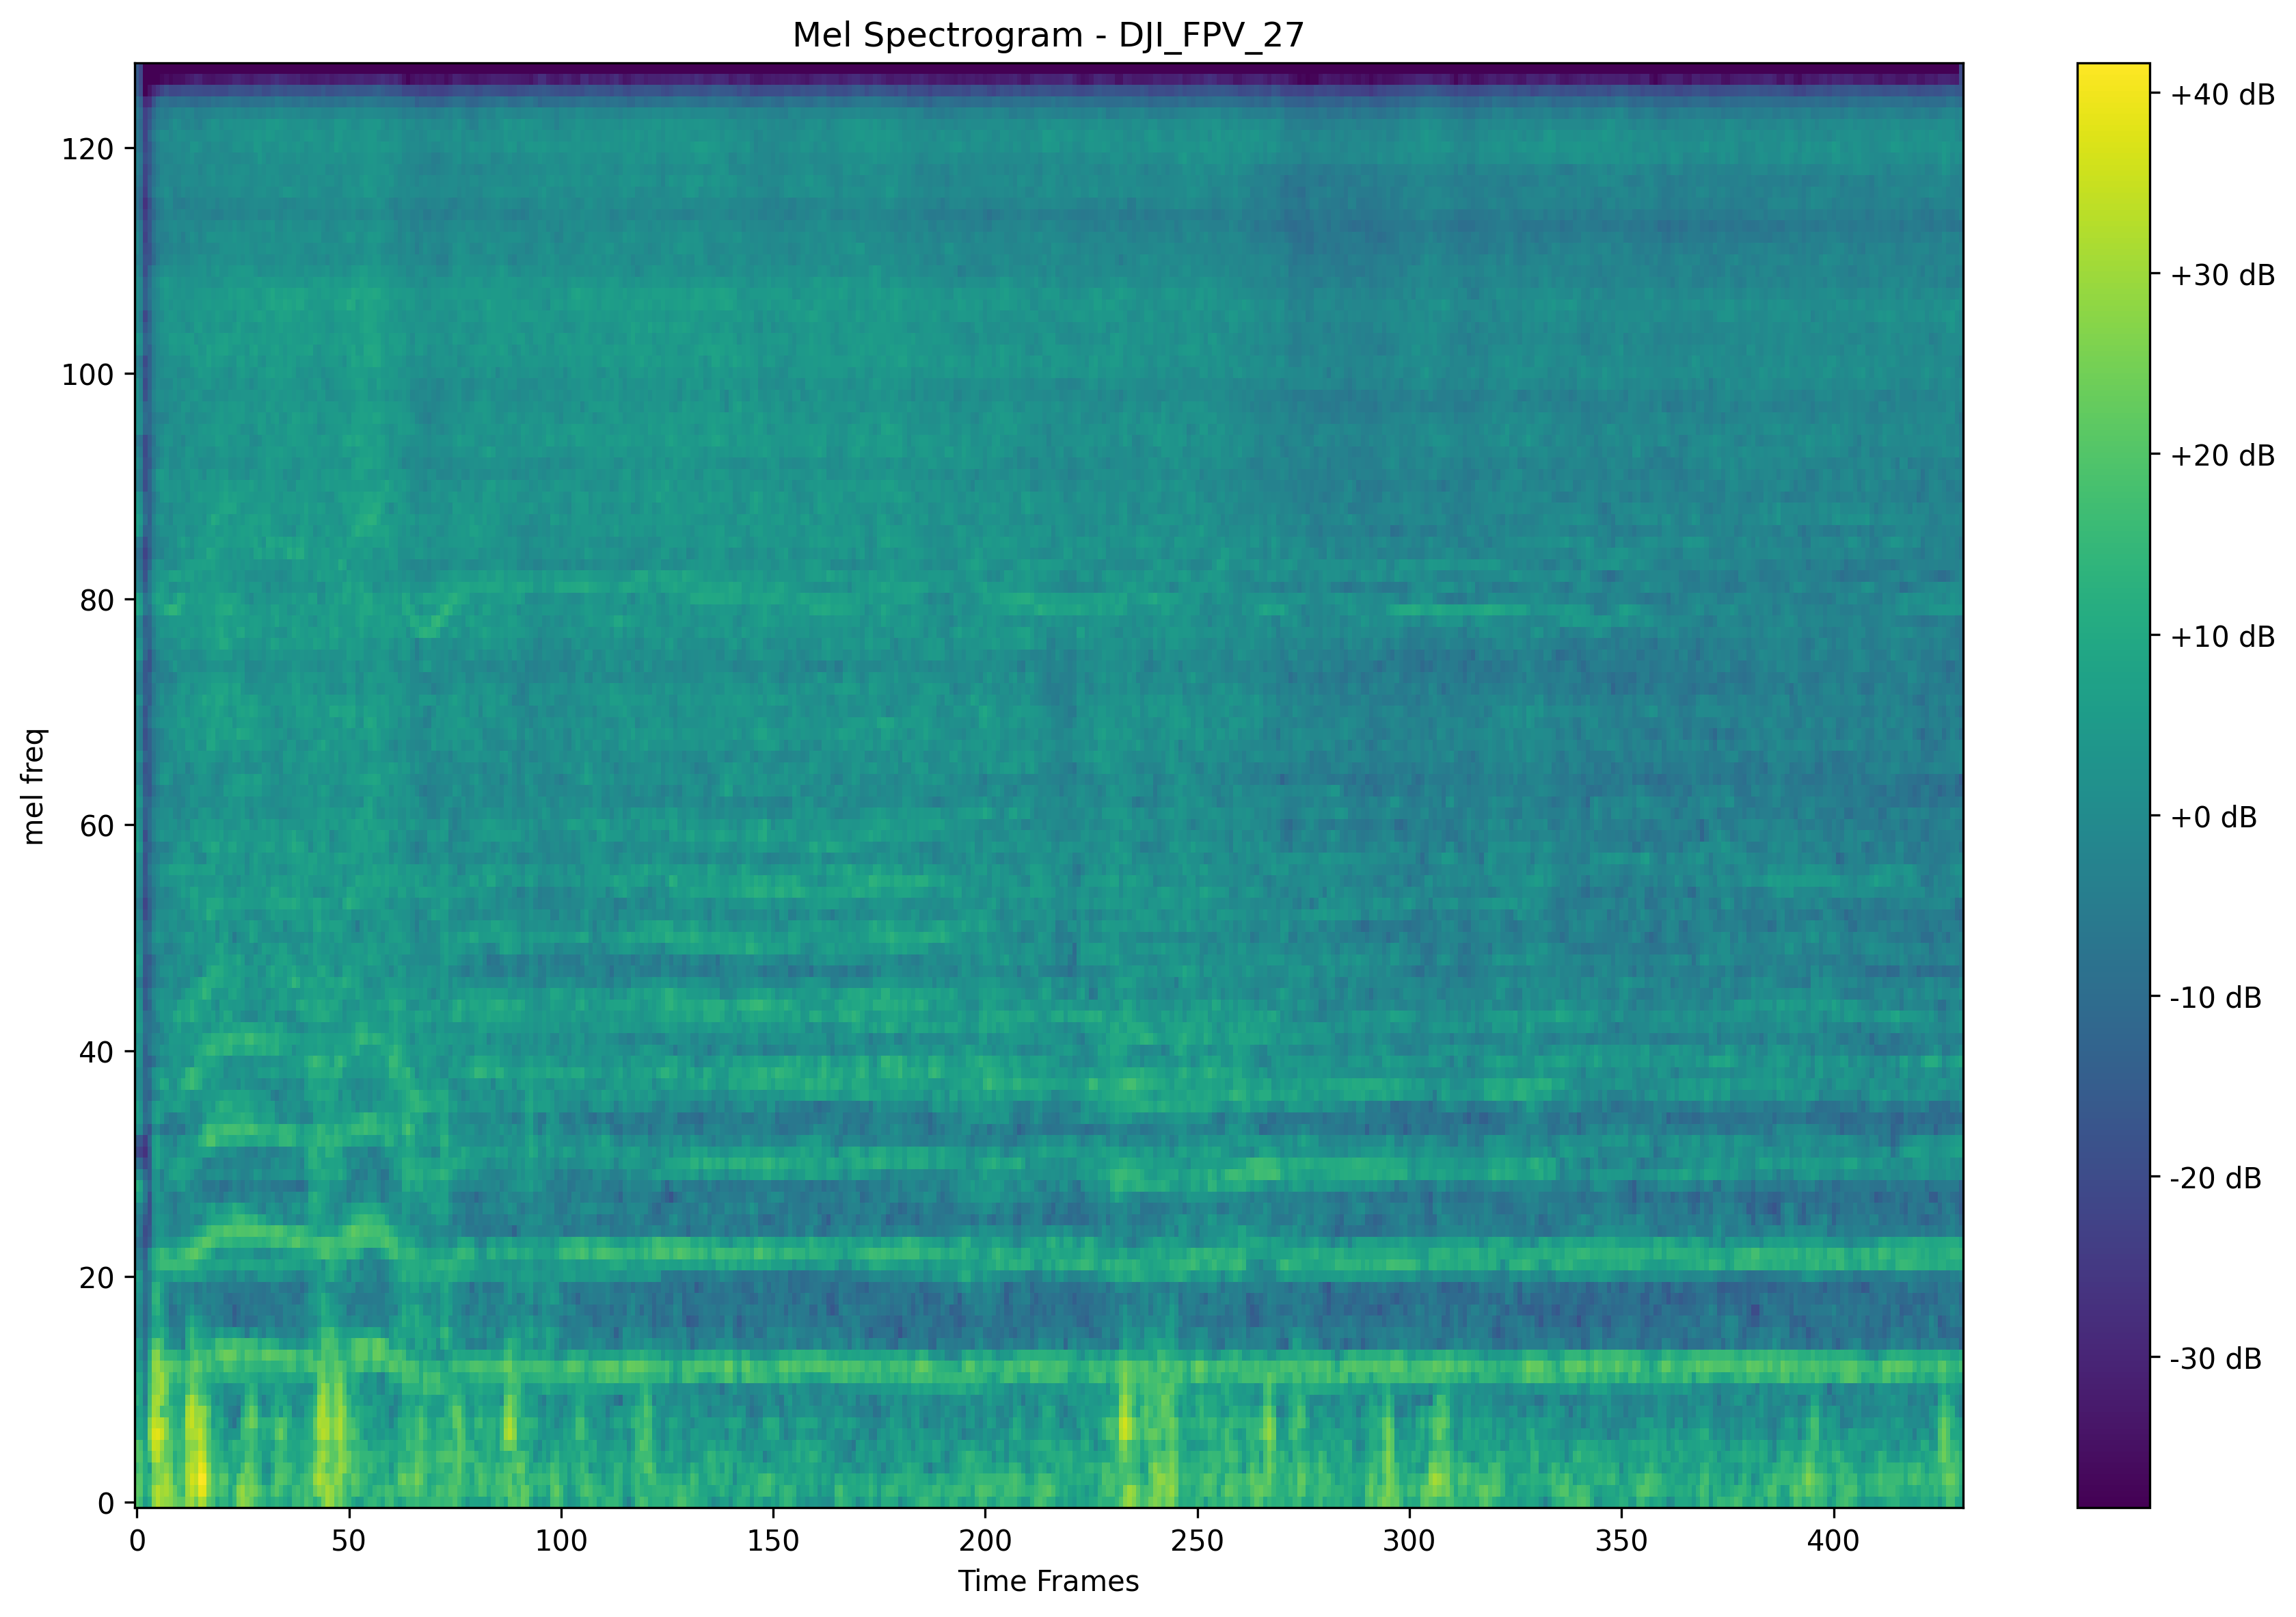 Mel Spectrogram - DJI_FPV_27
mel freq
120
100
80
60
40
20
0
0 50 100 150 200 250 300 350 400
Time Frames
+40 dB
+30 dB
+20 dB
+10 dB
+0 dB
-10 dB
-20 dB
-30 dB